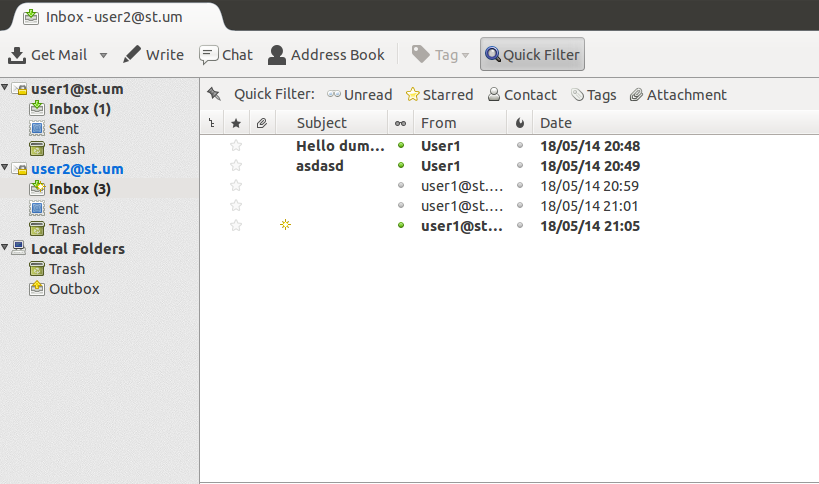 Inbox - user2@st.um
Get Mail Write Chat Address Book Tag Quick Filter
user1@st.um
Inbox (1)
Sent
Trash
user2@st.um
Inbox (3)
Sent
Trash
Local Folders
Trash
Outbox
Quick Filter: Unread Starred Contact Tags Attachment
Subject From Date
Hello dum... User1 18/05/14 20:48
asdasd User1 18/05/14 20:49
user1@st.... 18/05/14 20:59
user1@st.... 18/05/14 21:01
user1@st... 18/05/14 21:05